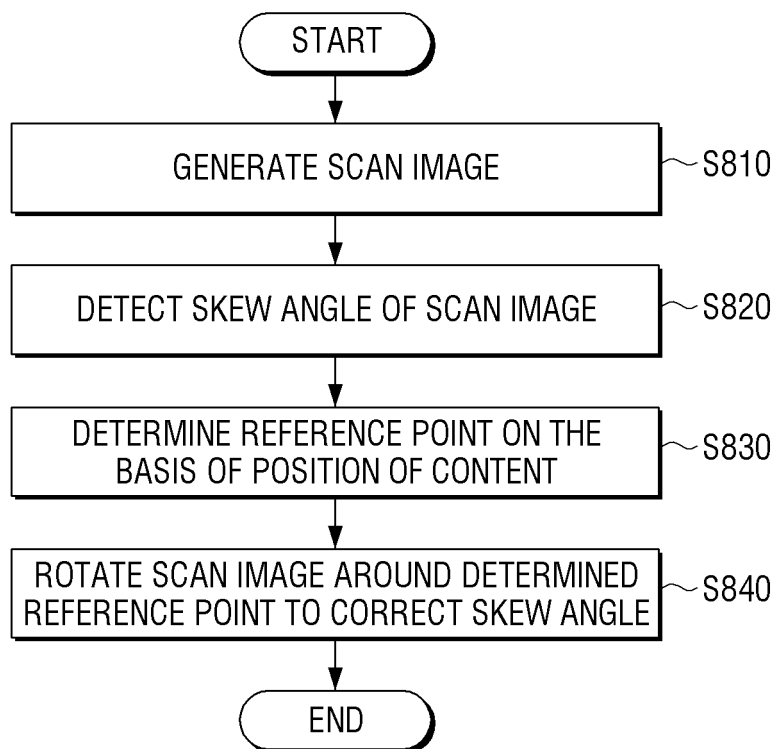 START
GENERATE SCAN IMAGE
S810
DETECT SKEW ANGLE OF SCAN IMAGE
S820
DETERMINE REFERENCE POINT ON THE
BASIS OF POSITION OF CONTENT
S830
ROTATE SCAN IMAGE AROUND DETERMINED
REFERENCE POINT TO CORRECT SKEW ANGLE
S840
END